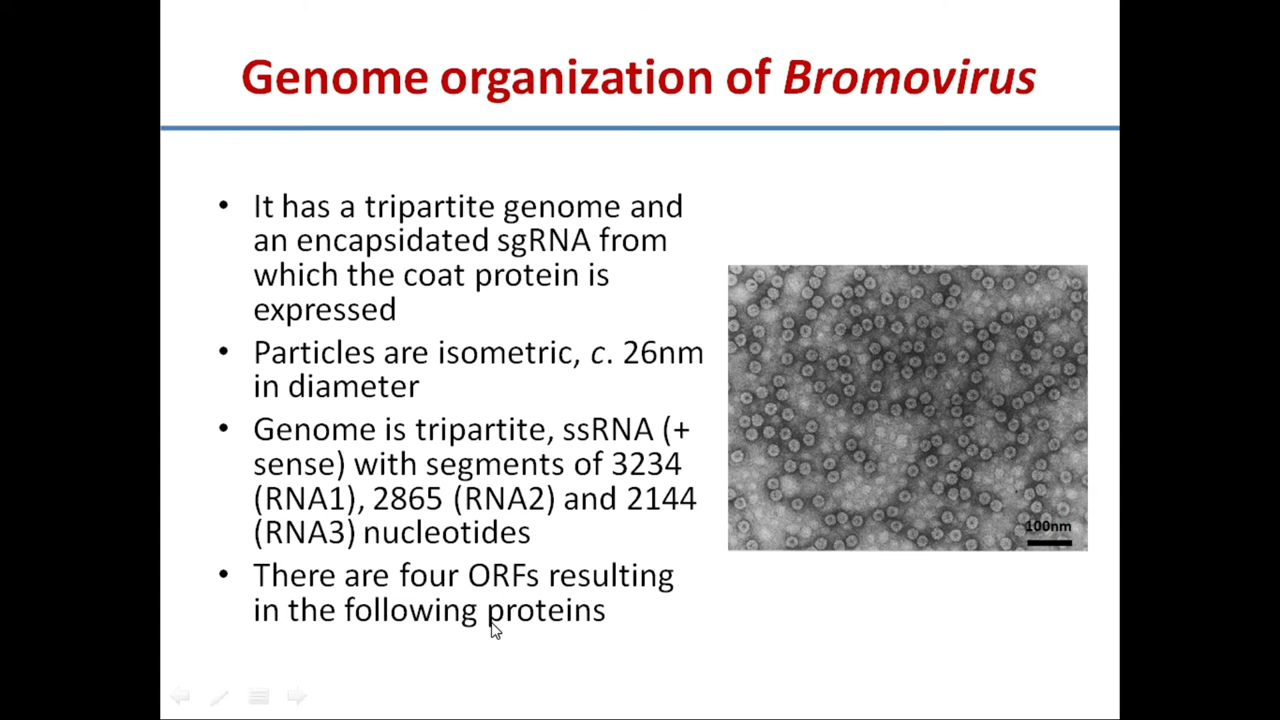 Genome organization of Bromovirus
• It has a tripartite genome and
an encapsidated sgRNA from
which the coat protein is
expressed
• Particles are isometric, c. 26nm
in diameter
• Genome is tripartite, ssRNA (+
sense) with segments of 3234
(RNA1), 2865 (RNA2) and 2144
(RNA3) nucleotides
• There are four ORFs resulting
in the following proteins
100nm